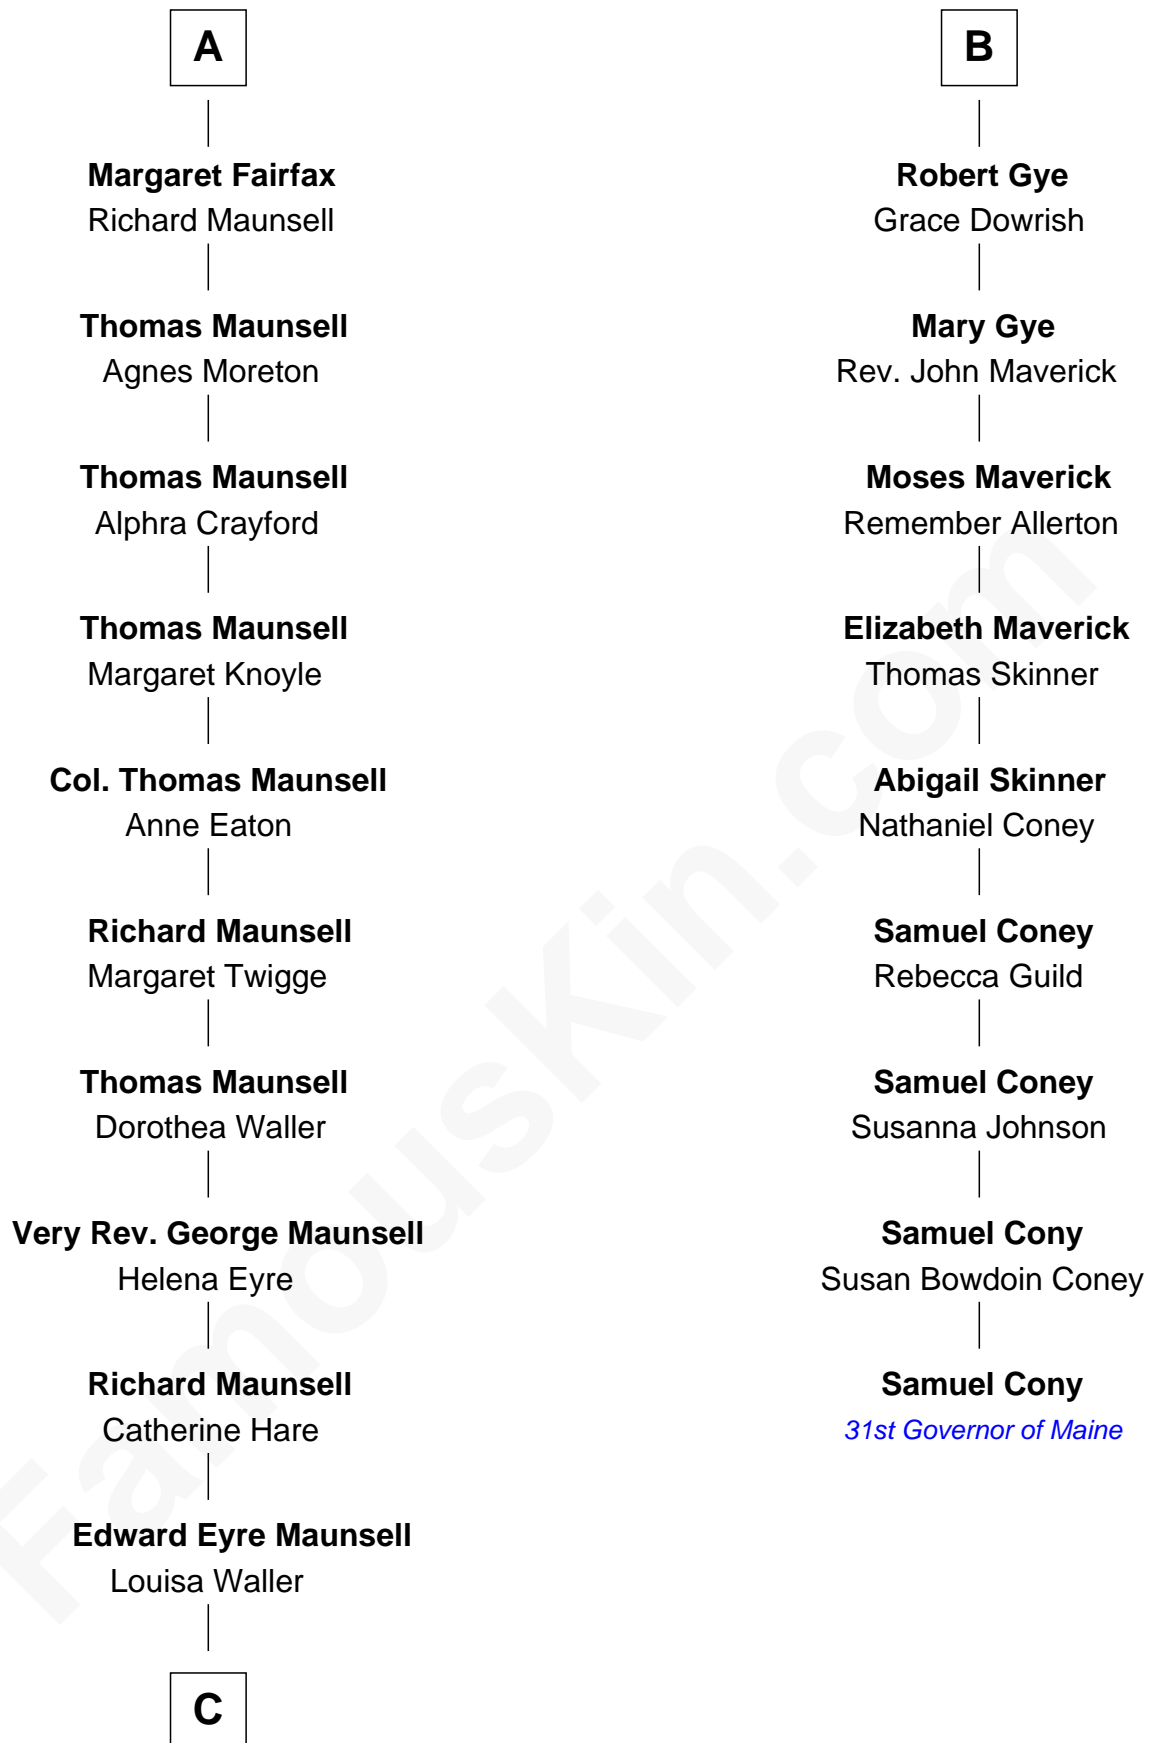 A
Margaret Fairfax
Richard Maunsell
Thomas Maunsell
Agnes Moreton
Thomas Maunsell
Alphra Crayford
Thomas Maunsell
Margaret Knoyle
Col. Thomas Maunsell
Anne Eaton
Richard Maunsell
Margaret Twigge
Thomas Maunsell
Dorothea Waller
Very Rev. George Maunsell
Helena Eyre
Richard Maunsell
Catherine Hare
Edward Eyre Maunsell
Louisa Waller
C
B
Robert Gye
Grace Dowrish
Mary Gye
Rev. John Maverick
Moses Maverick
Remember Allerton
Elizabeth Maverick
Thomas Skinner
Abigail Skinner
Nathaniel Coney
Samuel Coney
Rebecca Guild
Samuel Coney
Susanna Johnson
Samuel Cony
Susan Bowdoin Coney
Samuel Cony
31st Governor of Maine
FamousKin.com